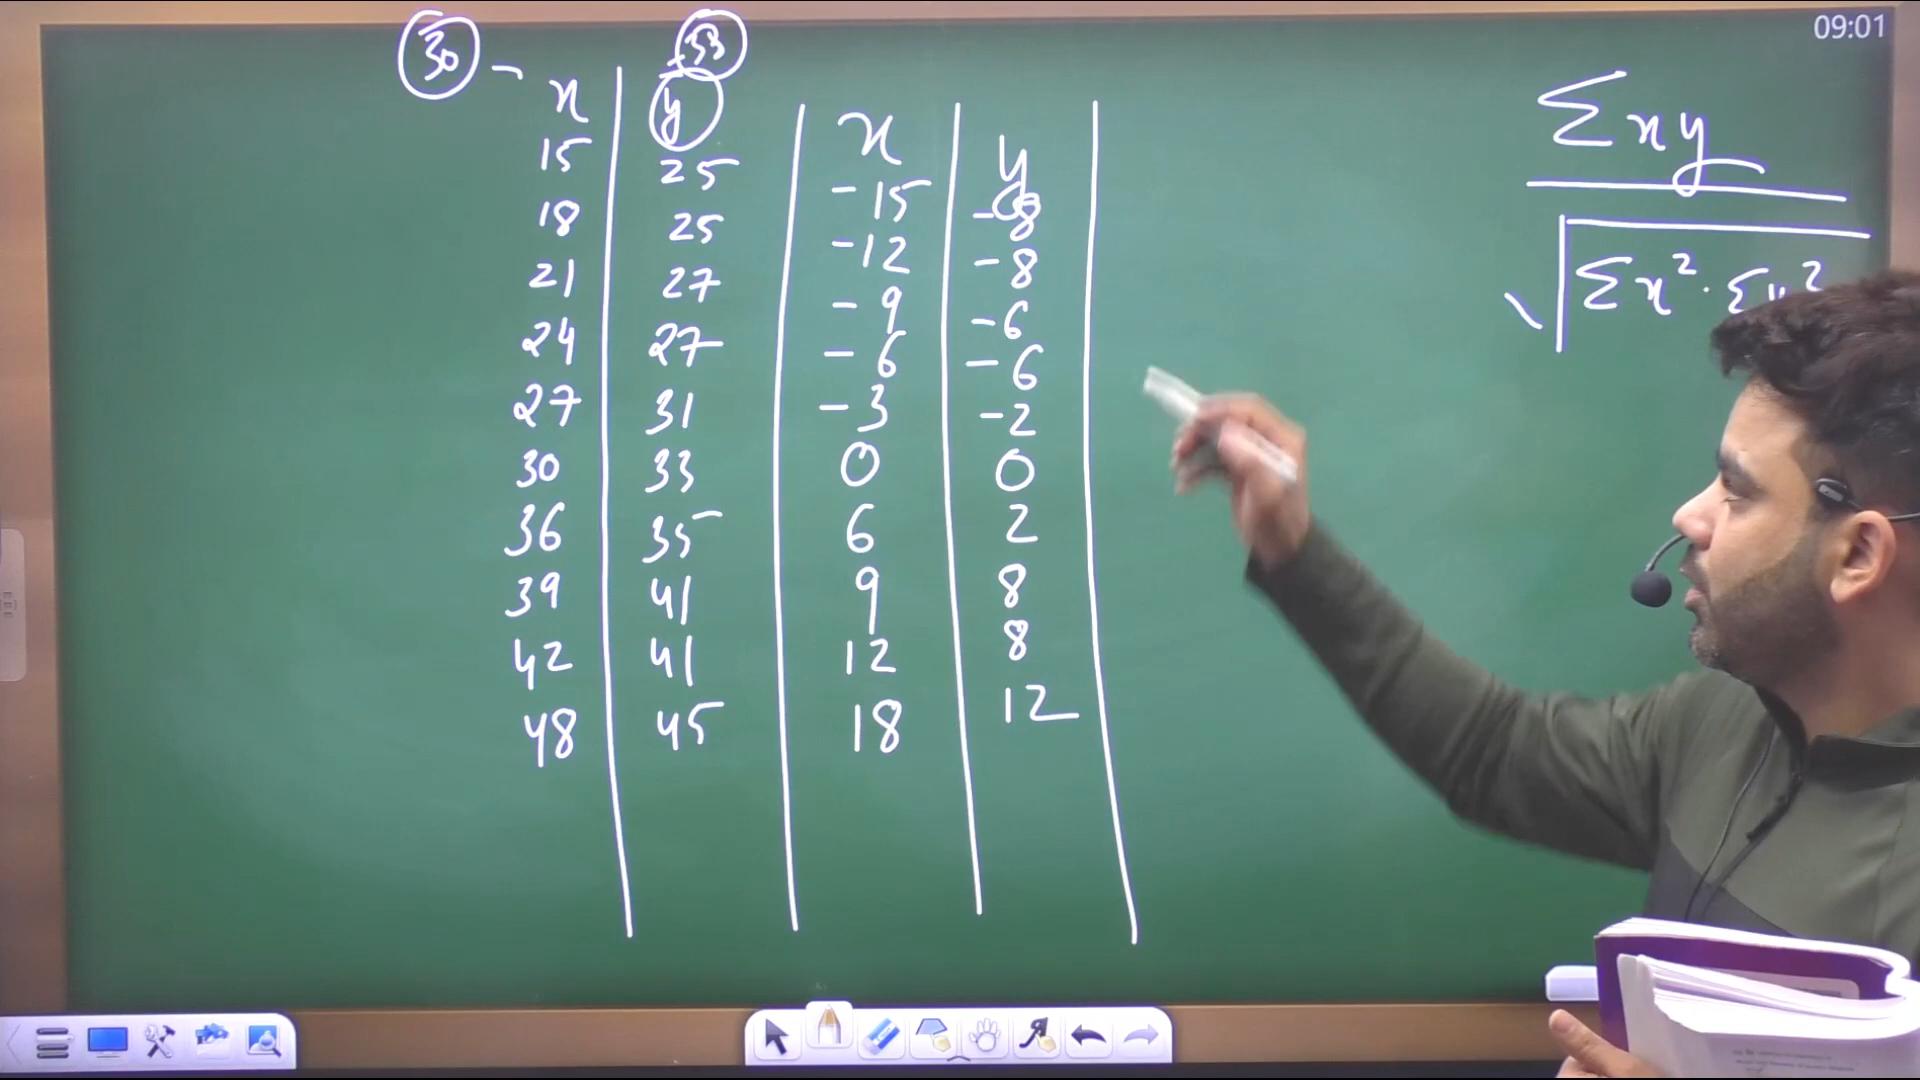 09:01
30 -
33
x y x y
15 25 -15 -8
18 25 -12 -8
21 27 -9 -6
24 27 -6 -6
27 31 -3 -2
30 33 0 0
36 35 6 2
39 41 9 8
42 41 12 8
48 45 18 12
Σxy
√Σx².Σy²